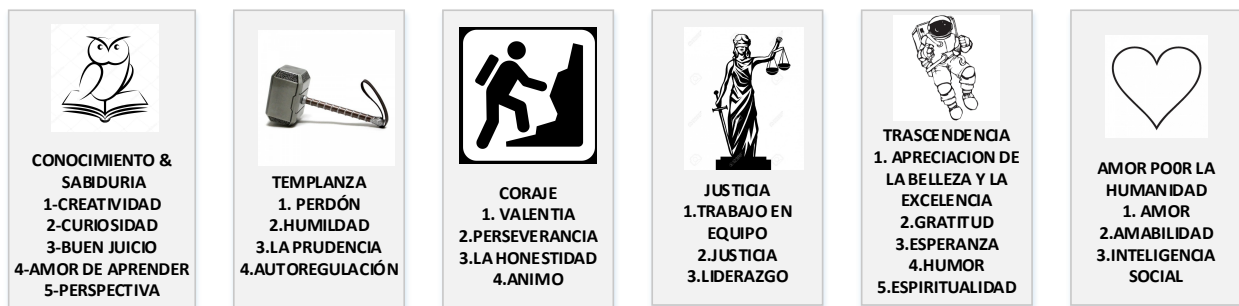 CONOCIMIENTO &
SABIDURIA
1-CREATIVIDAD
2-CURIOSIDAD
3-BUEN JUICIO
4-AMOR DE APRENDER
5-PERSPECTIVA
TEMPLANZA
1. PERDÓN
2.HUMILDAD
3.LA PRUDENCIA
4.AUTOREGULACIÓN
CORAJE
1. VALENTIA
2.PERSEVERANCIA
3.LA HONESTIDAD
4.ANIMO
JUSTICIA
1.TRABAJO EN
EQUIPO
2.JUSTICIA
3.LIDERAZGO
TRASCENDENCIA
1. APRECIACION DE
LA BELLEZA Y LA
EXCELENCIA
2.GRATITUD
3.ESPERANZA
4.HUMOR
5.ESPIRITUALIDAD
AMOR PO0R LA
HUMANIDAD
1. AMOR
2.AMABILIDAD
3.INTELIGENCIA
SOCIAL